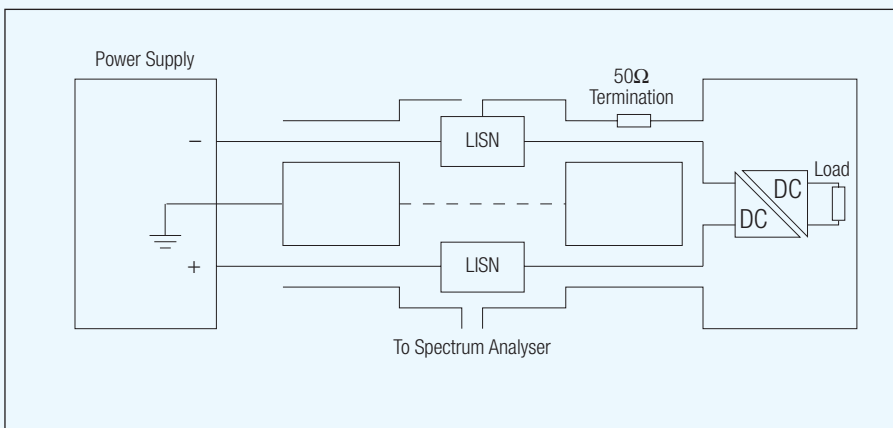 Power Supply
50Ω
Termination
−
LISN
Load
DC
DC
+
LISN
To Spectrum Analyser